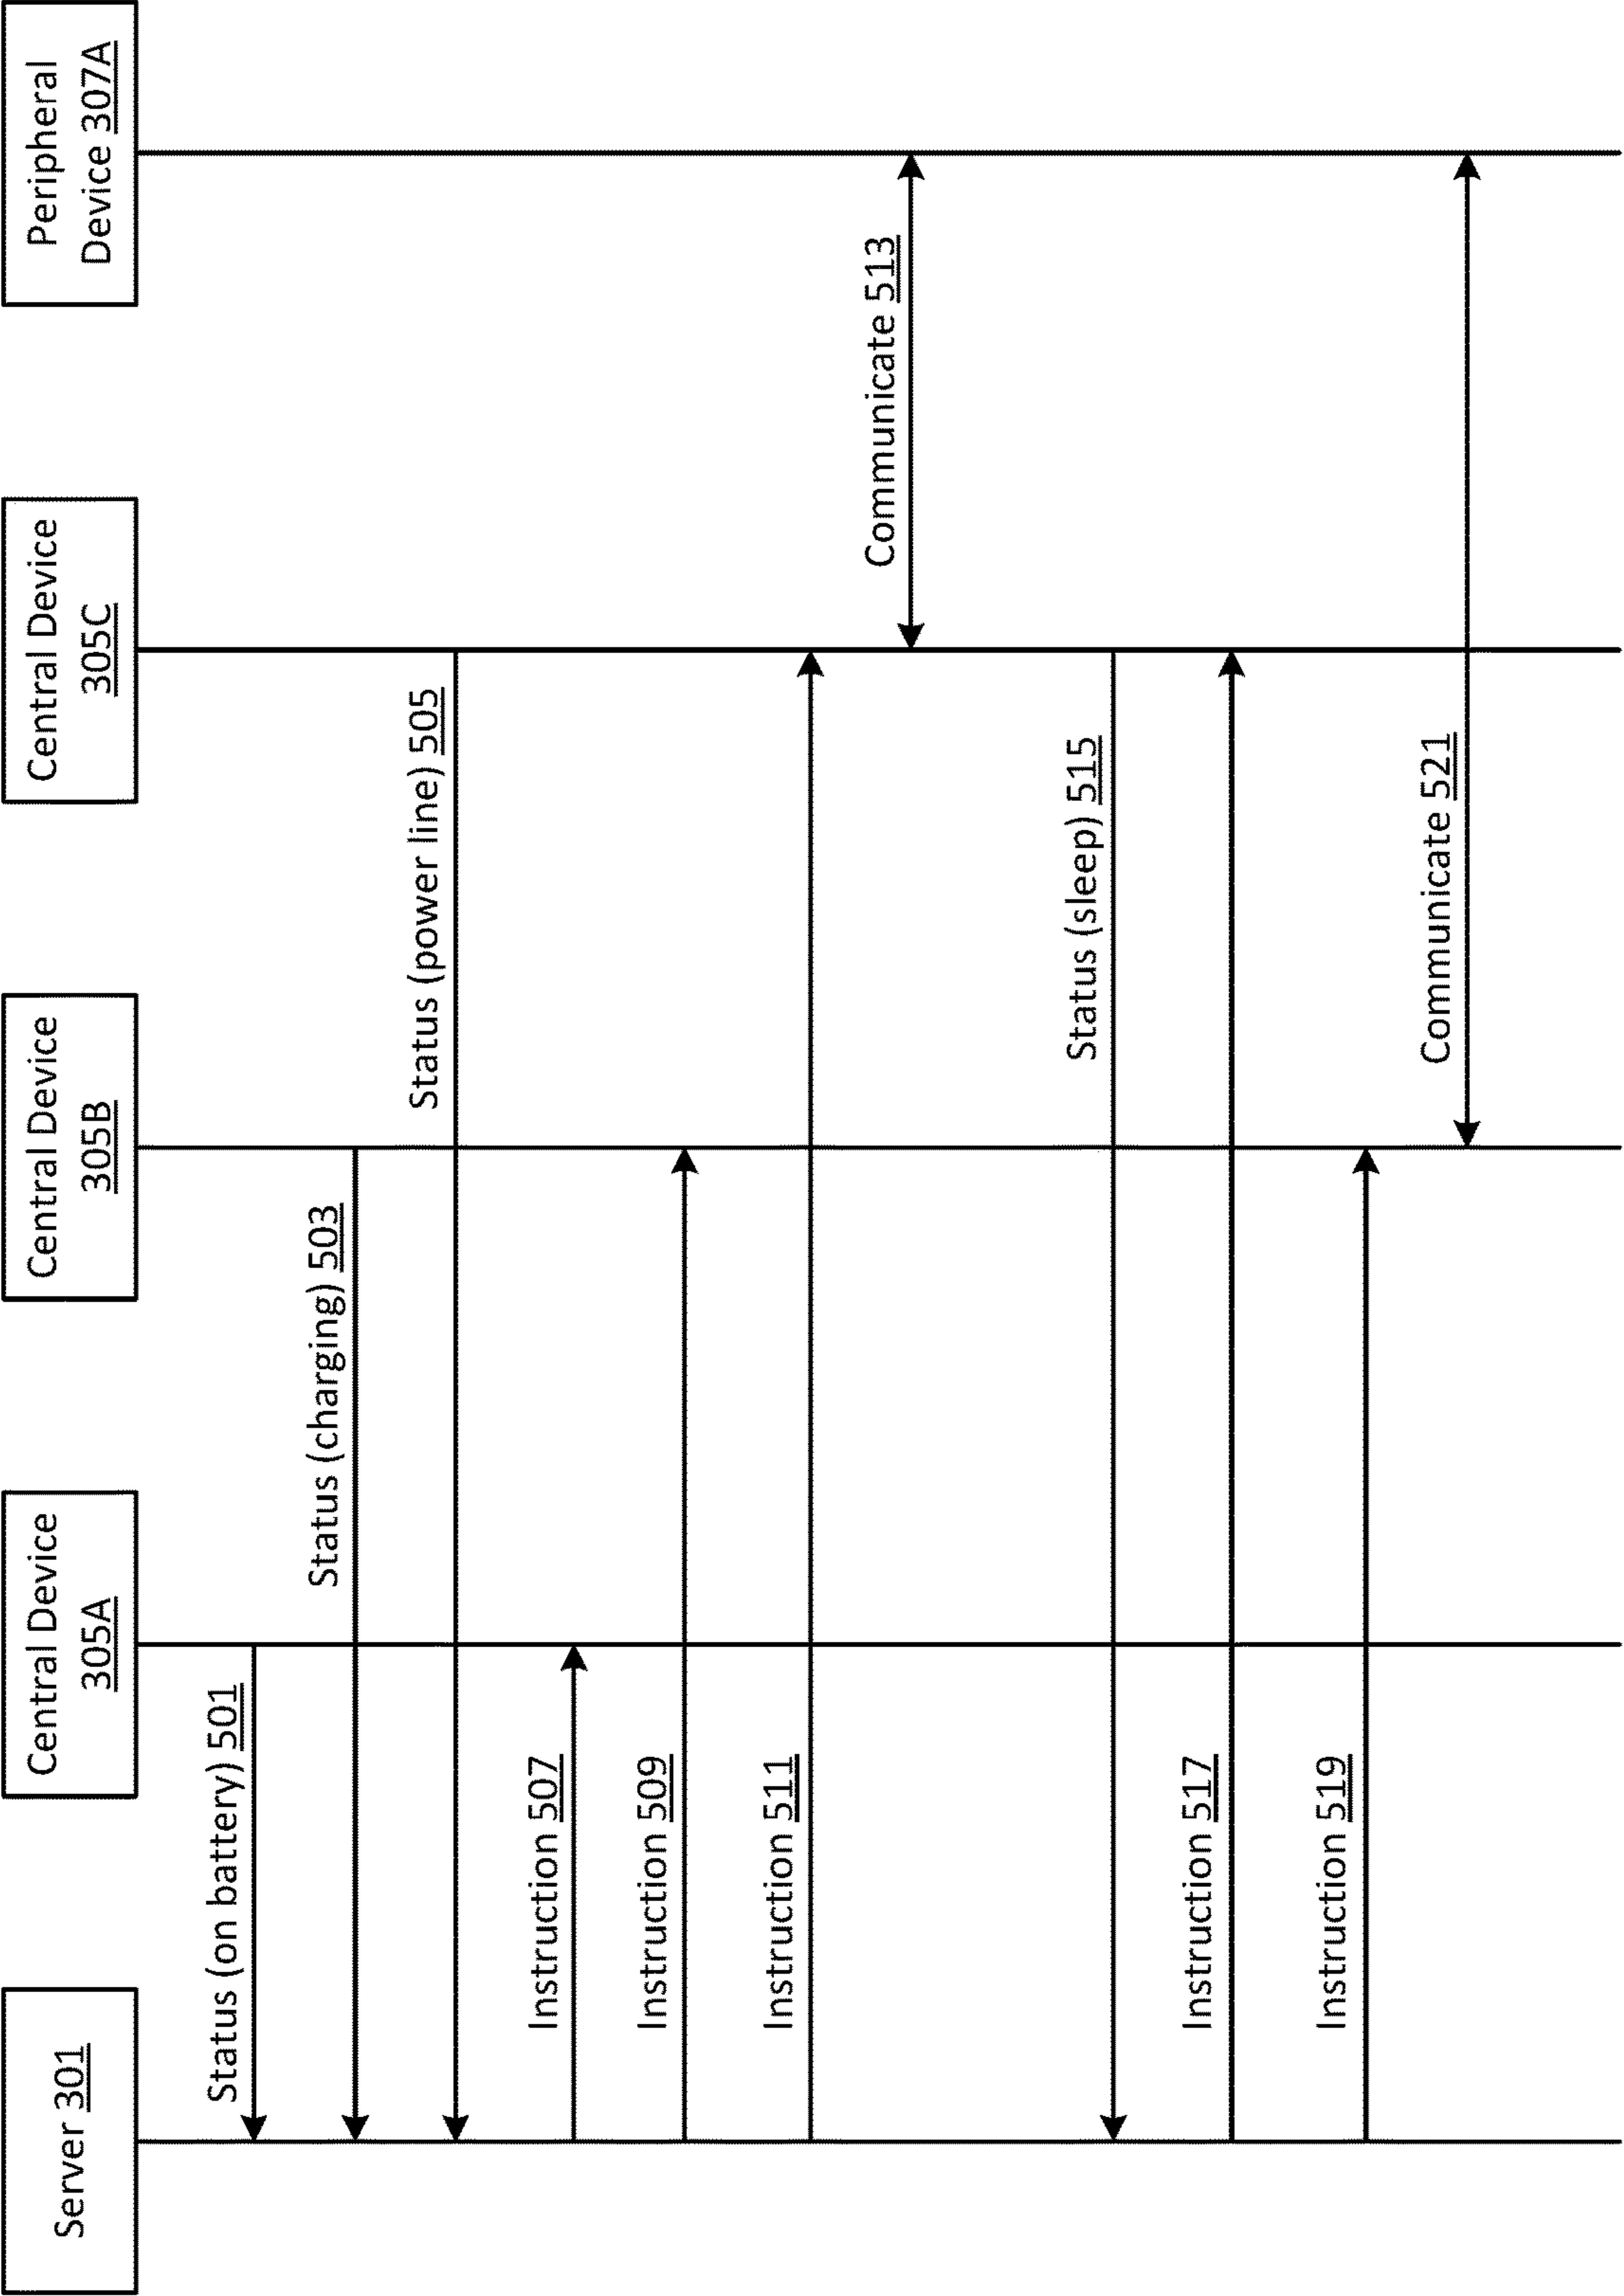 Server 301
Central Device
305A
Central Device
305B
Central Device
305C
Peripheral
Device 307A
Status (on battery) 501
Status (charging) 503
Status (power line) 505
Instruction 507
Instruction 509
Instruction 511
Communicate 513
Status (sleep) 515
Instruction 517
Instruction 519
Communicate 521